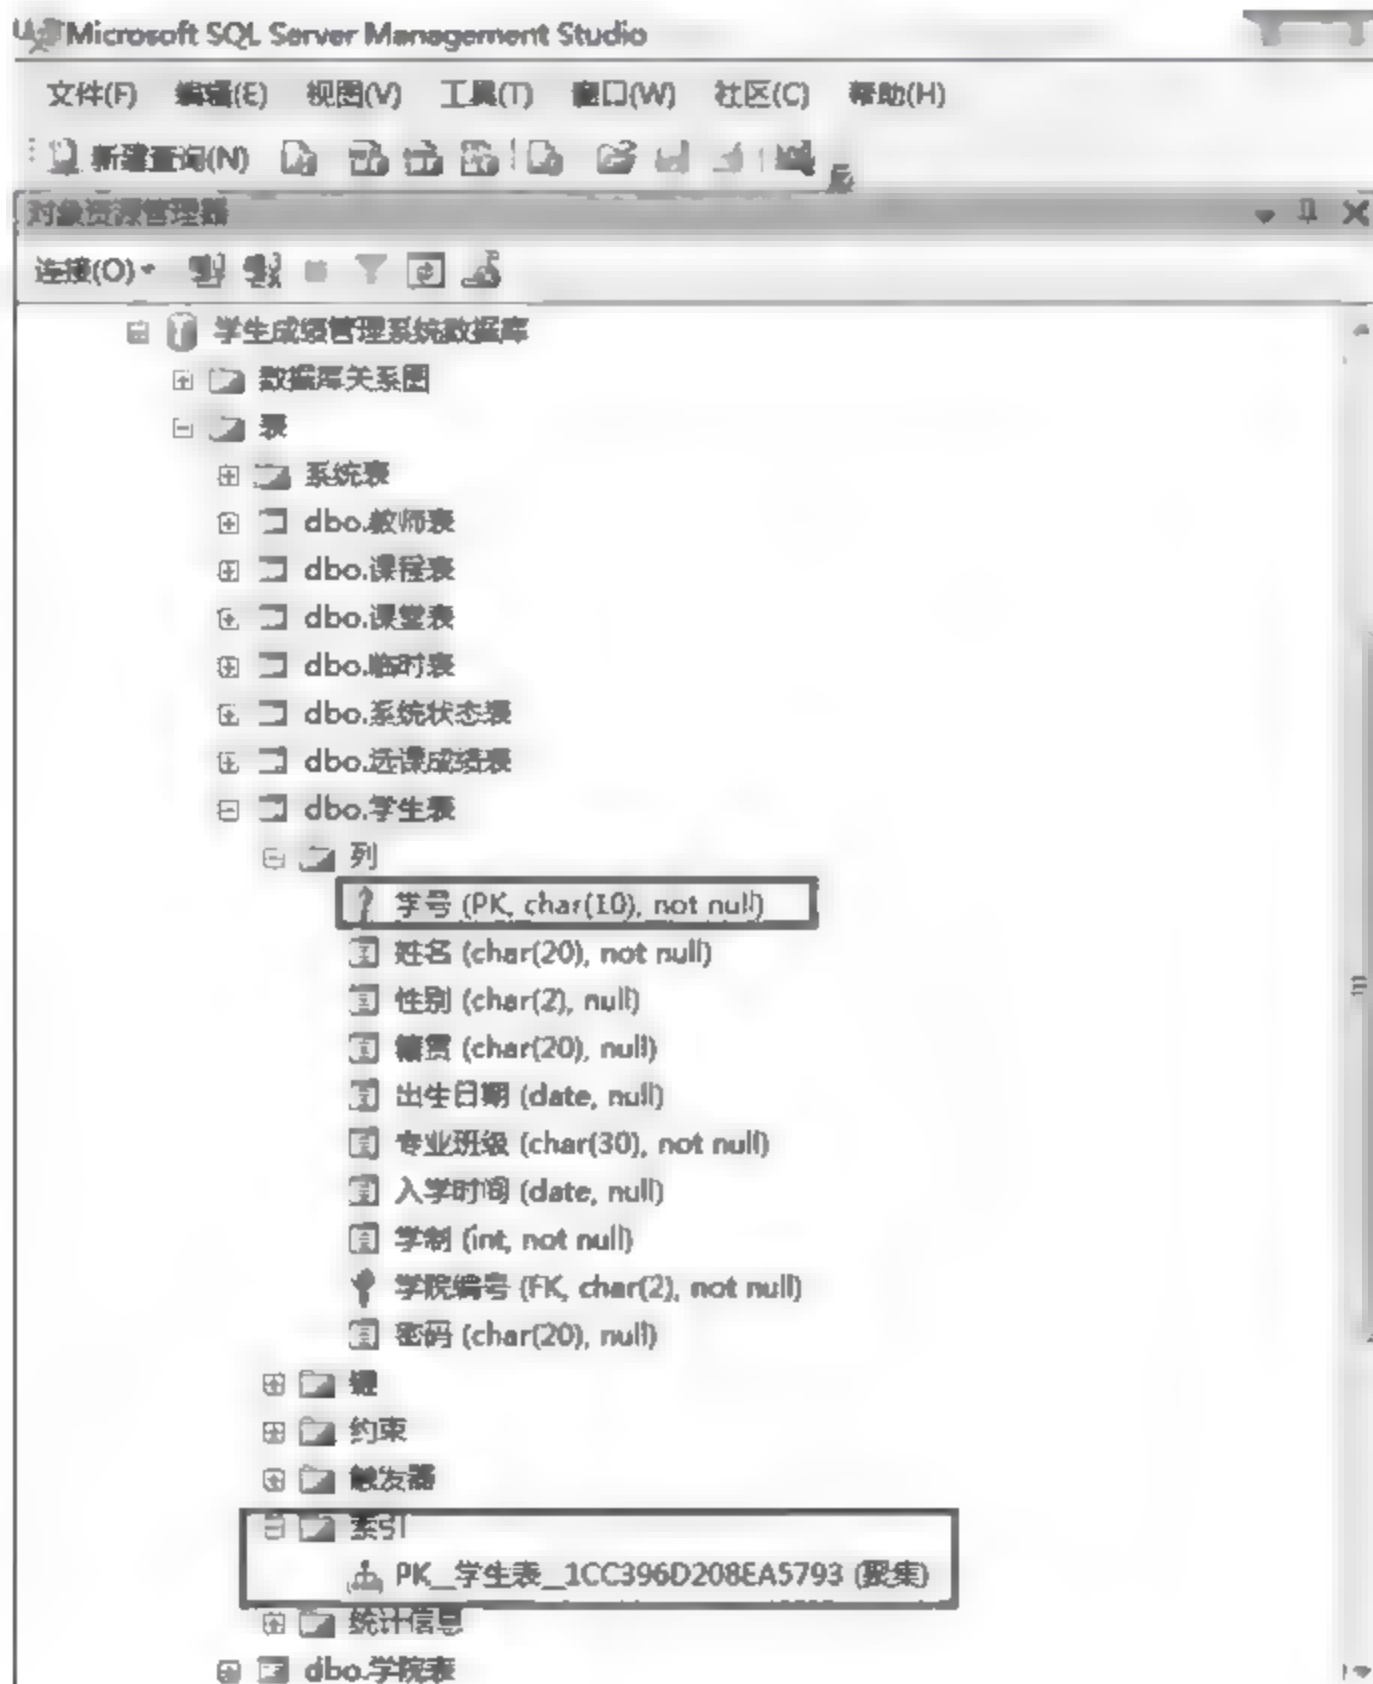 Microsoft SQL Server Management Studio
文件(F) 编辑(E) 视图(V) 工具(T) 窗口(W) 社区(C) 帮助(H)
新建查询(N)
对象资源管理器
连接(O)
学生成绩管理系统数据库
数据库关系图
表
系统表
dbo.教师表
dbo.课程表
dbo.课堂表
dbo.临时表
dbo.系统状态表
dbo.选课成绩表
dbo.学生表
列
学号 (PK, char(10), not null)
姓名 (char(20), not null)
性别 (char(2), null)
籍贯 (char(20), null)
出生日期 (date, null)
专业班级 (char(30), not null)
入学时间 (date, null)
学制 (int, not null)
学院编号 (FK, char(2), not null)
密码 (char(20), null)
键
约束
触发器
索引
PK__学生表__1CC396D208EA5793 (聚集)
统计信息
dbo.学院表